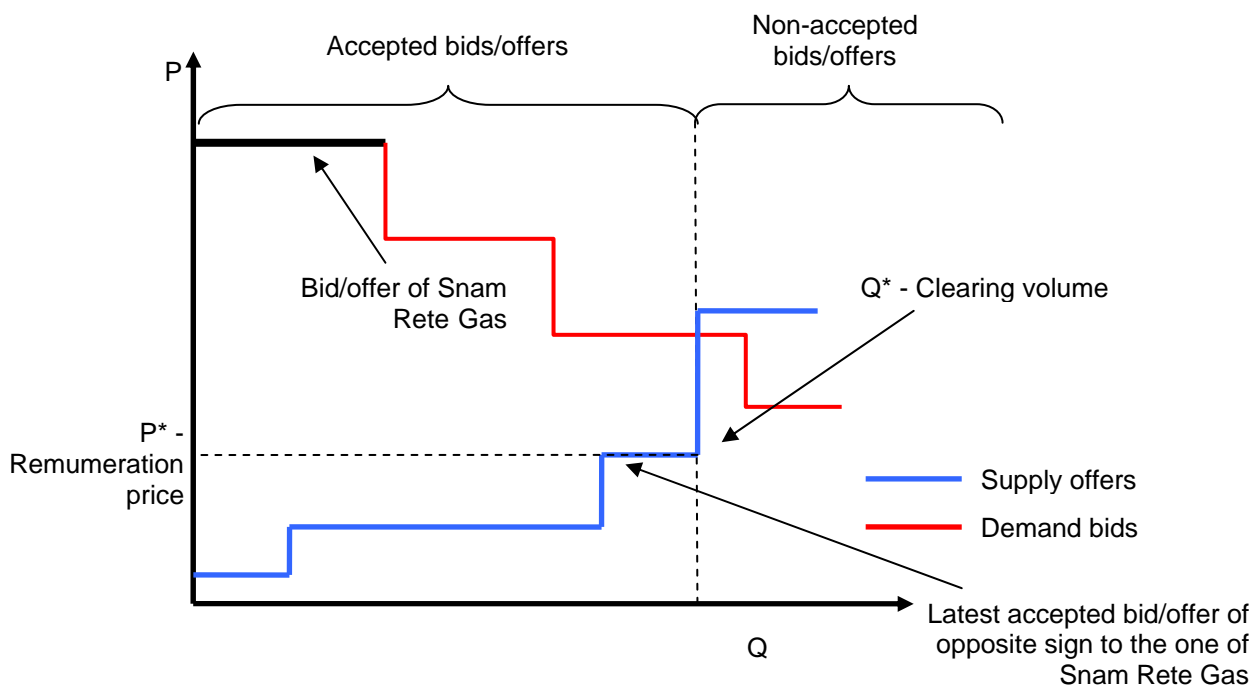 Accepted bids/offers
Non-accepted
bids/offers
P
Bid/offer of Snam
Rete Gas
Q* - Clearing volume
P* -
Remumeration
price
Supply offers
Demand bids
Latest accepted bid/offer of
opposite sign to the one of
Snam Rete Gas
Q